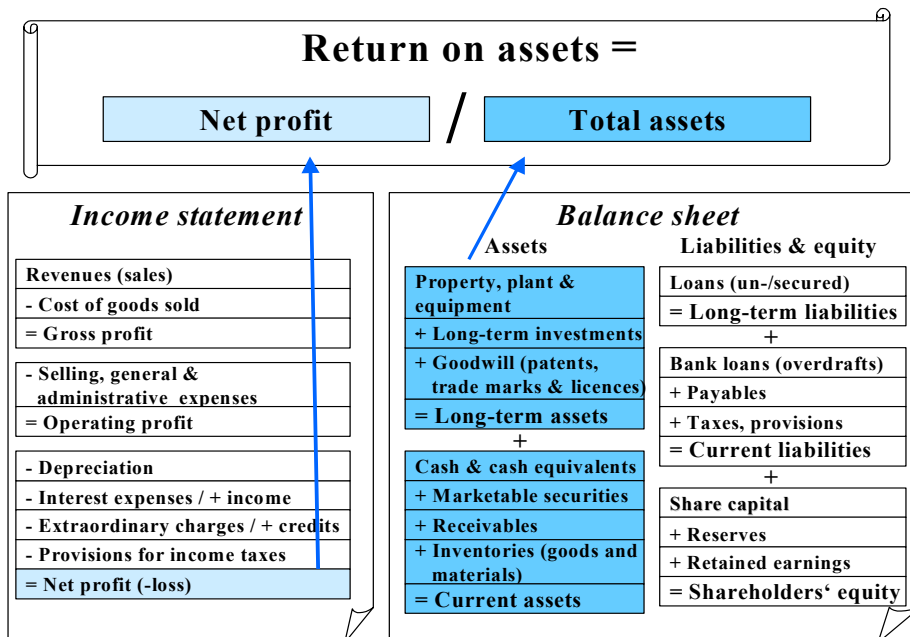 Return on assets =
Net profit / Total assets
Income statement
Revenues (sales)
- Cost of goods sold
= Gross profit
- Selling, general &
administrative expenses
= Operating profit
- Depreciation
- Interest expenses / + income
- Extraordinary charges / + credits
- Provisions for income taxes
= Net profit (-loss)
Balance sheet
Assets
Property, plant &
equipment
+ Long-term investments
+ Goodwill (patents,
trade marks & licences)
= Long-term assets
+
Cash & cash equivalents
+ Marketable securities
+ Receivables
+ Inventories (goods and
materials)
= Current assets
Liabilities & equity
Loans (un-/secured)
= Long-term liabilities
+
Bank loans (overdrafts)
+ Payables
+ Taxes, provisions
= Current liabilities
+
Share capital
+ Reserves
+ Retained earnings
= Shareholders‘ equity